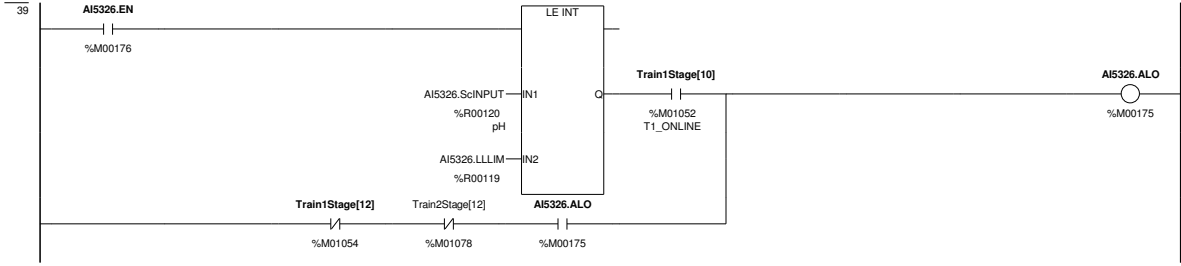 39
AI5326.EN
%M00176
LE INT
AI5326.ScINPUT
IN1
Q
%R00120
pH
Train1Stage[10]
%M01052
T1_ONLINE
AI5326.ALO
%M00175
AI5326.LLLIM
IN2
%R00119
Train1Stage[12]
Train2Stage[12]
AI5326.ALO
%M01054
%M01078
%M00175